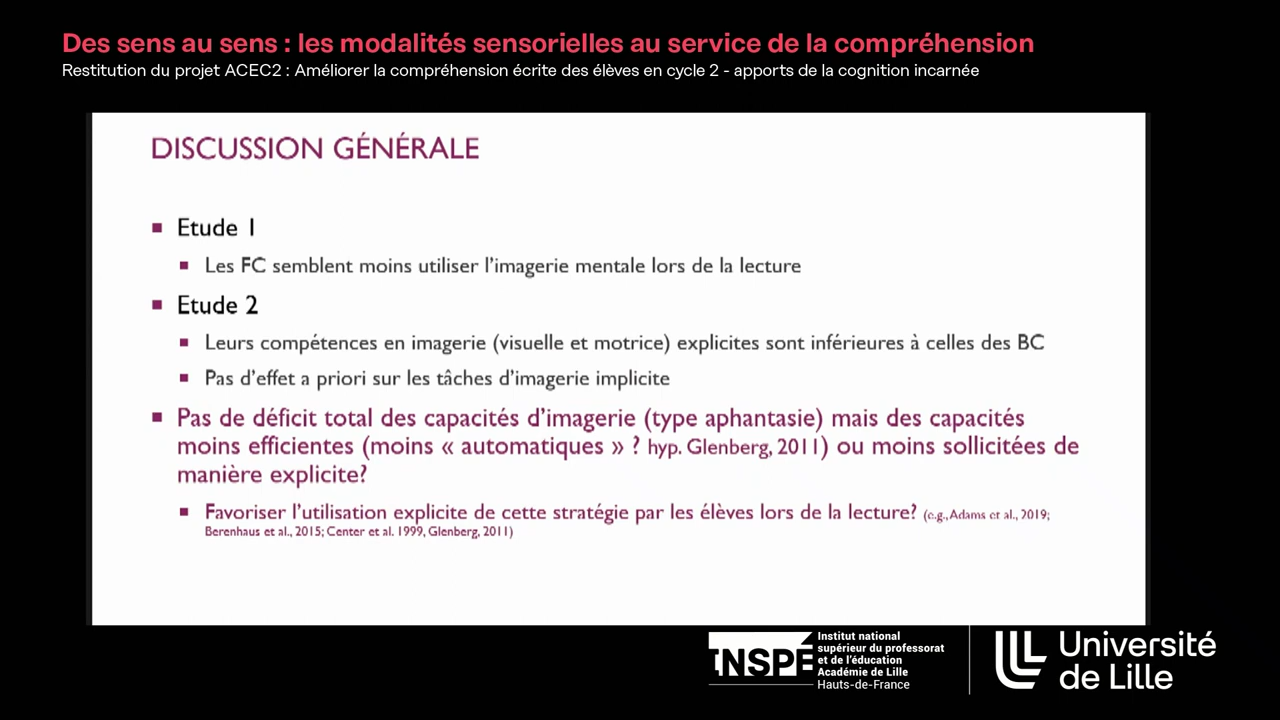 Des sens au sens : les modalités sensorielles au service de la compréhension
Restitution du projet ACEC2 : Améliorer la compréhension écrite des élèves en cycle 2 - apports de la cognition incarnée
DISCUSSION GÉNÉRALE
Etude 1
Les FC semblent moins utiliser l'imagerie mentale lors de la lecture
Etude 2
Leurs compétences en imagerie (visuelle et motrice) explicites sont inférieures à celles des BC
Pas d'effet a priori sur les tâches d'imagerie implicite
Pas de déficit total des capacités d'imagerie (type aphantasie) mais des capacités
moins efficientes (moins « automatiques » ? hyp. Glenberg, 2011) ou moins sollicitées de
manière explicite?
Favoriser l'utilisation explicite de cette stratégie par les élèves lors de la lecture? (e.g., Adams et al., 2019;
Berenhaus et al., 2015; Center et al. 1999, Glenberg, 2011)
INSPÉ
Institut national
supérieur du professorat
et de l'éducation
Académie de Lille
Hauts-de-France
Université
de Lille